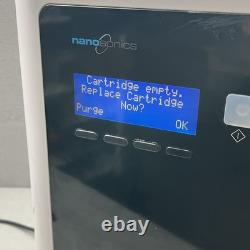 nanosonics
Cartridge empty.
Replace Cartridge
Now?
Purge OK